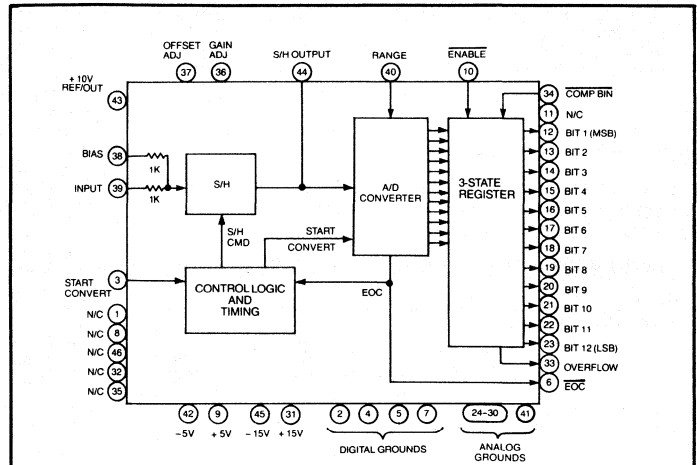 OFFSET ADJ
GAIN ADJ
S/H OUTPUT
RANGE
ENABLE
37
36
44
40
10
+ 10V REF/OUT
43
BIAS
38
1K
INPUT
39
1K
S/H
A/D CONVERTER
3-STATE REGISTER
S/H CMD
START CONVERT
START CONVERT
3
CONTROL LOGIC AND TIMING
EOC
N/C
1
N/C
8
N/C
46
N/C
32
N/C
35
34 COMP BIN
11 N/C
12 BIT 1 (MSB)
13 BIT 2
14 BIT 3
15 BIT 4
16 BIT 5
17 BIT 6
18 BIT 7
19 BIT 8
20 BIT 9
21 BIT 10
22 BIT 11
23 BIT 12 (LSB)
33 OVERFLOW
6 EOC
42
9
45
31
2
4
5
7
24-30
41
-5V
+5V
-15V
+15V
DIGITAL GROUNDS
ANALOG GROUNDS